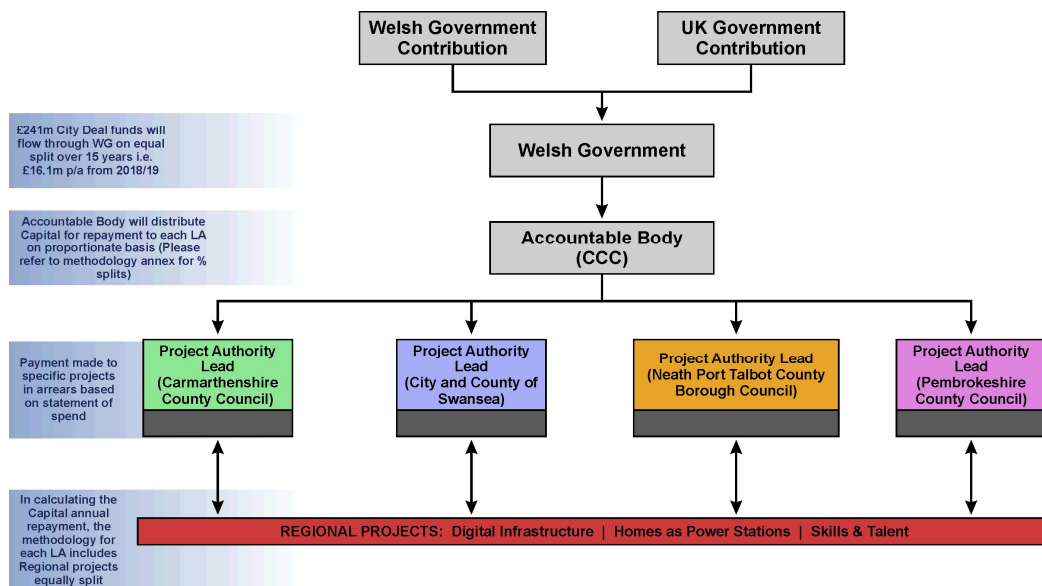 Welsh Government
Contribution
UK Government
Contribution
£241m City Deal funds will
flow through WG on equal
split over 15 years i.e.
£16.1m p/a from 2018/19
Welsh Government
Accountable Body will distribute
Capital for repayment to each LA
on proportionate basis (Please
refer to methodology annex for %
splits)
Accountable Body
(CCC)
Payment made to
specific projects
in arrears based
on statement of
spend
Project Authority
Lead
(Carmarthenshire
County Council)
Project Authority
Lead
(City and County of
Swansea)
Project Authority Lead
(Neath Port Talbot County
Borough Council)
Project Authority
Lead
(Pembrokeshire
County Council)
In calculating the
Capital annual
repayment, the
methodology for
each LA includes
Regional projects
equally split
REGIONAL PROJECTS: Digital Infrastructure | Homes as Power Stations | Skills & Talent